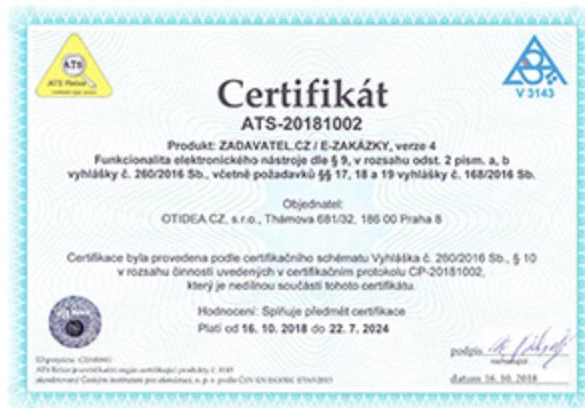 ATS
ATS Retail
V 3143
Certifikát
ATS-20181002
Produkt: ZADAVATEL.CZ / E-ZAKÁZKY, verze 4
Funkcionalita elektronického nástroje dle § 9, v rozsahu odst. 2 písm. a, b
vyhlášky č. 260/2016 Sb., včetně požadavků §§ 17, 18 a 19 vyhlášky č. 168/2016 Sb.
Objednatel:
OTIDEA CZ, s.r.o., Thámova 681/32, 186 00 Praha 8
Certifikace byla provedena podle certifikačního schématu Vyhláška č. 260/2016 Sb., § 10
v rozsahu činností uvedených v certifikačním protokolu CP-20181002,
který je nedílnou součástí tohoto certifikátu.
Hodnocení: Splňuje předmět certifikace
Platí od 16. 10. 2018 do 22. 7. 2024
podpis
datum 16. 10. 2018